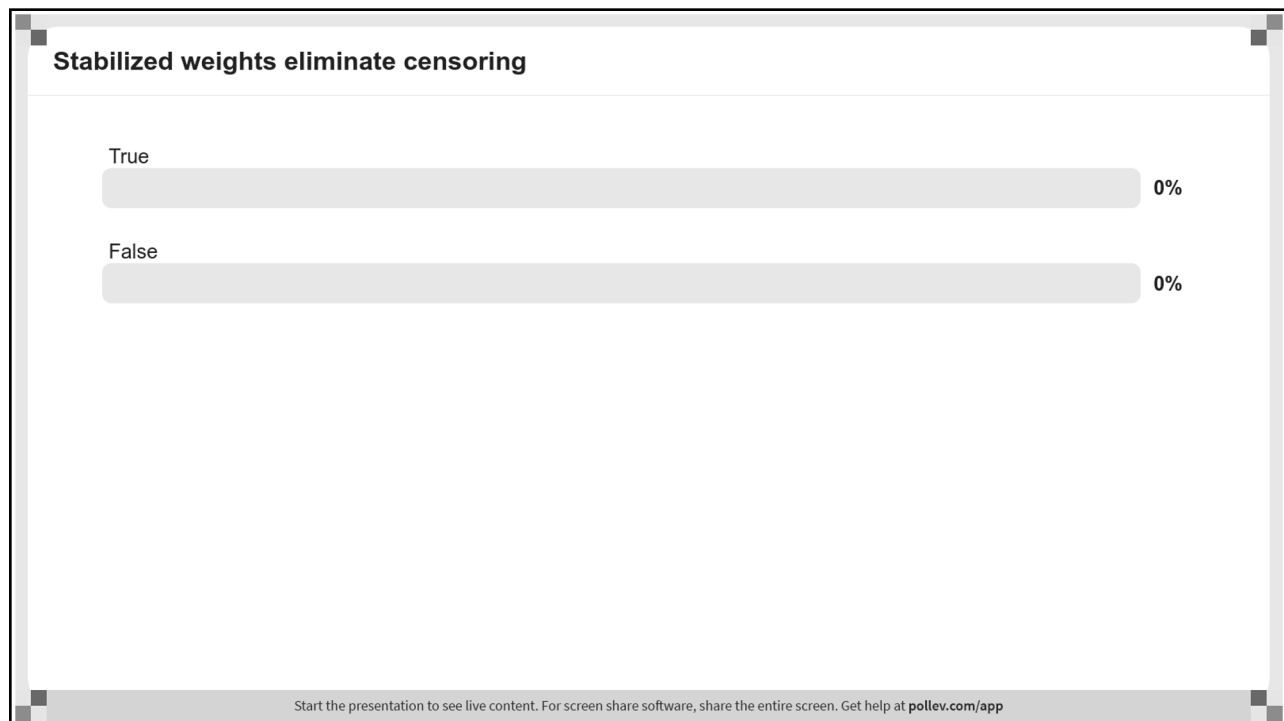 Stabilized weights eliminate censoring
True
0%
False
0%
Start the presentation to see live content. For screen share software, share the entire screen. Get help at pollev.com/app